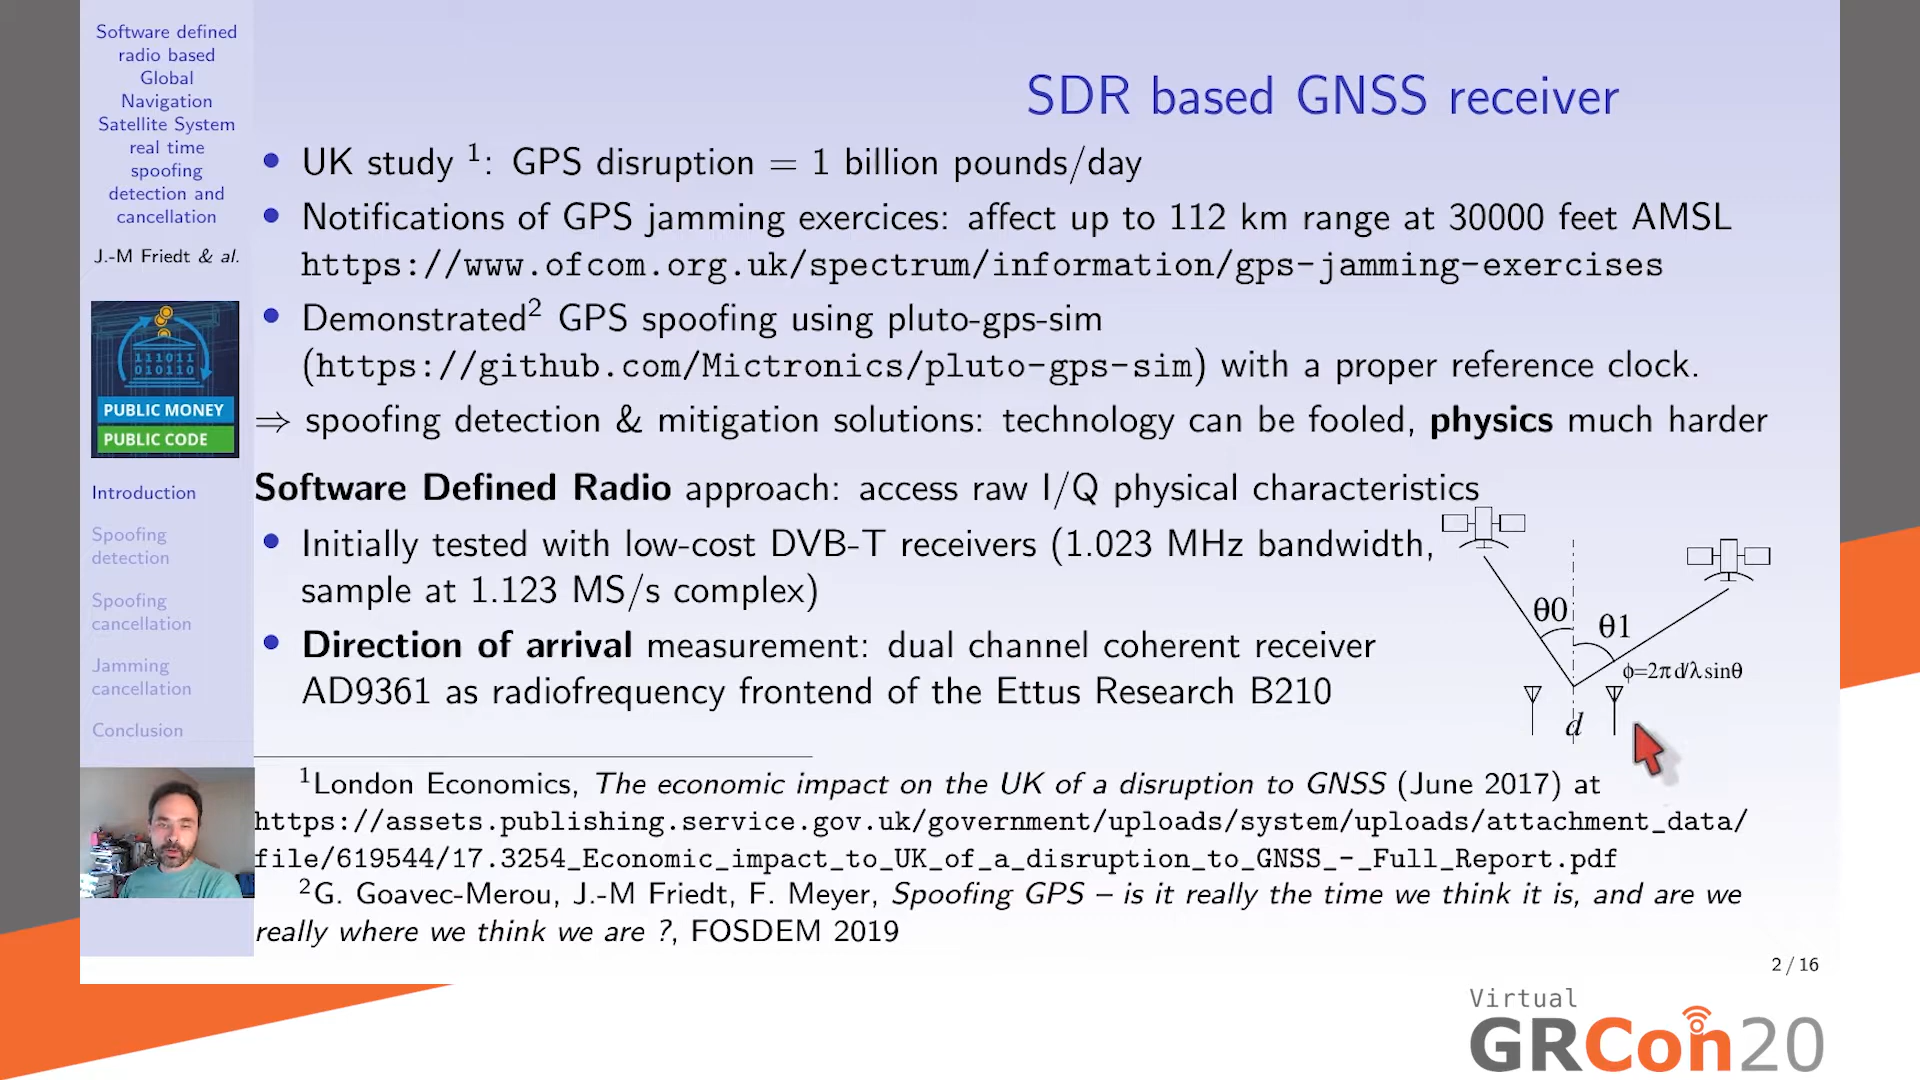 Software defined
radio based
Global
Navigation
Satellite System
real time
spoofing
detection and
cancellation
J.-M Friedt & al.
111011
010110
PUBLIC MONEY
PUBLIC CODE
Introduction
Spoofing
detection
Spoofing
cancellation
Jamming
cancellation
Conclusion
SDR based GNSS receiver
• UK study 1: GPS disruption = 1 billion pounds/day
• Notifications of GPS jamming exercices: affect up to 112 km range at 30000 feet AMSL
https://www.ofcom.org.uk/spectrum/information/gps-jamming-exercises
• Demonstrated2 GPS spoofing using pluto-gps-sim
(https://github.com/Mictronics/pluto-gps-sim) with a proper reference clock.
⇒ spoofing detection & mitigation solutions: technology can be fooled, physics much harder
Software Defined Radio approach: access raw I/Q physical characteristics
• Initially tested with low-cost DVB-T receivers (1.023 MHz bandwidth,
sample at 1.123 MS/s complex)
• Direction of arrival measurement: dual channel coherent receiver
AD9361 as radiofrequency frontend of the Ettus Research B210
θ0
θ1
ϕ=2π d/λ sinθ
d
1London Economics, The economic impact on the UK of a disruption to GNSS (June 2017) at
https://assets.publishing.service.gov.uk/government/uploads/system/uploads/attachment_data/
file/619544/17.3254_Economic_impact_to_UK_of_a_disruption_to_GNSS_-_Full_Report.pdf
2G. Goavec-Merou, J.-M Friedt, F. Meyer, Spoofing GPS – is it really the time we think it is, and are we
really where we think we are ?, FOSDEM 2019
2 / 16
Virtual
GRCon20